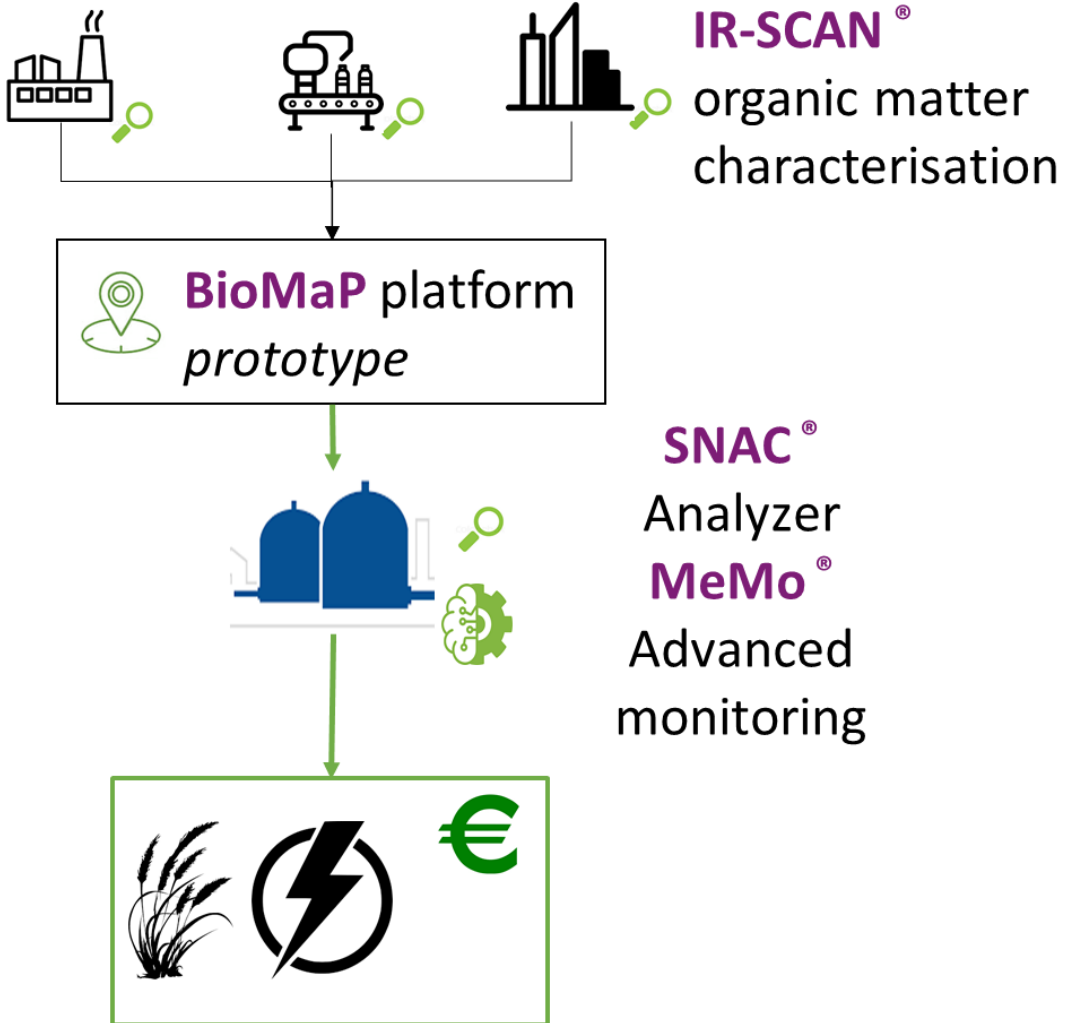 IR-SCAN ®
organic matter
characterisation
BioMaP platform
prototype
SNAC ®
Analyzer
MeMo ®
Advanced
monitoring
€